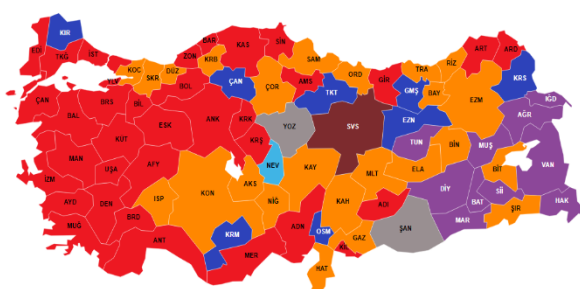 KIR
EDİ
TKĞ
İST
KOC
YLV
SKR
DÜZ
ZON
BAR
KRB
KAS
SİN
SAM
ORD
GİR
TRA
RİZ
ART
ARD
ÇAN
BOL
ÇOR
AMS
TKT
GMŞ
BAY
KRS
IĞD
ÇAN
BAL
BRS
BİL
ESK
ANK
KRK
YOZ
SVS
EZN
EZM
AĞR
KÜT
KRŞ
TUN
BİN
MUŞ
MAN
UŞA
AFY
NEV
KAY
MLT
ELA
BİT
VAN
İZM
AYD
DEN
ISP
KON
AKS
NİĞ
KAH
ADI
DİY
BAT
Sİİ
HAK
MUĞ
BRD
ANT
KRM
MER
ADN
OSM
GAZ
ŞAN
MAR
ŞIR
HAT